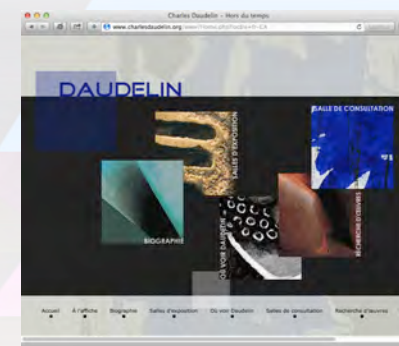 Charles Daudelin – Hors du temps
www.charlesdaudelin.org
DAUDELIN
SALLE DE CONSULTATION
SALLES D'EXPOSITION
BIOGRAPHIE
OÙ VOIR DAUDELIN
RECHERCHE D'ŒUVRES
Accueil À l'affiche Biographie Salles d'exposition Où voir Daudelin Salles de consultation Recherche d'œuvres